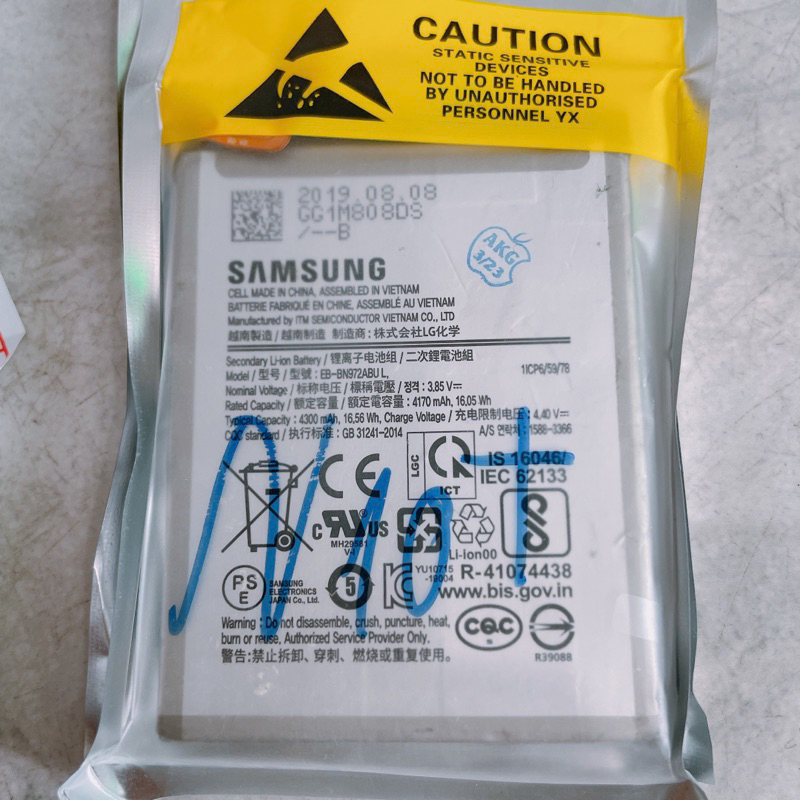 CAUTION
STATIC SENSITIVE
DEVICES
NOT TO BE HANDLED
BY UNAUTHORISED
PERSONNEL YX
2019.08.08
GG1M808DS
/--B
AKG
3/23
SAMSUNG
CELL MADE IN CHINA, ASSEMBLED IN VIETNAM
BATTERIE FABRIQUÉ EN CHINE, ASSEMBLÉ AU VIETNAM
Manufactured by ITM SEMICONDUCTOR VIETNAM CO., LTD
越南製造 / 越南制造 制造商：株式会社LG化学
Secondary Li-ion Battery / 锂离子电池组 / 二次鋰電池組
Model / 型号 / 型號 : EB-BN972ABU L, 1ICP6/59/78
Nominal Voltage / 标称电压 / 標稱電壓 / 정격 : 3,85 V⎓
Rated Capacity / 额定容量 / 額定電容量 : 4170 mAh, 16,05 Wh
Typical Capacity : 4300 mAh, 16,56 Wh, Charge Voltage / 充电限制电压 : 4,40 V⎓
CQC standard / 执行标准 : GB 31241-2014 A/S 연락처 : 1588-3366
LGC
ICT
IS 16046/
IEC 62133
CE
c RU US
MH29581
V-I
Li-ion00
YU10715
-19004
R-41074438
www.bis.gov.in
PS
E
SAMSUNG
ELECTRONICS
JAPAN Co., Ltd.
5
Warning : Do not disassemble, crush, puncture, heat,
burn or reuse, Authorized Service Provider Only.
警告:禁止拆卸、穿刺、燃烧或重复使用。
CQC
R39088